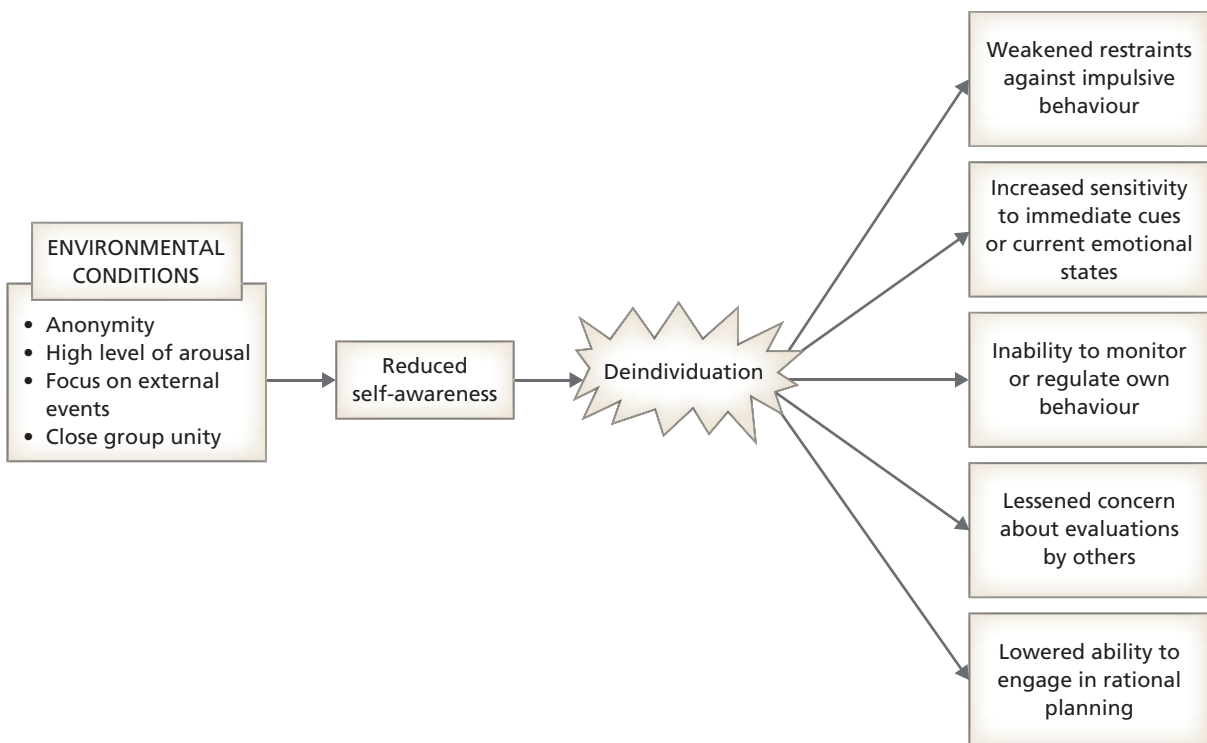 ENVIRONMENTAL
CONDITIONS
• Anonymity
• High level of arousal
• Focus on external
events
• Close group unity
Reduced
self-awareness
Deindividuation
Weakened restraints
against impulsive
behaviour
Increased sensitivity
to immediate cues
or current emotional
states
Inability to monitor
or regulate own
behaviour
Lessened concern
about evaluations
by others
Lowered ability to
engage in rational
planning